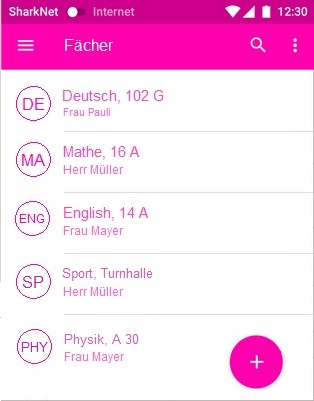 SharkNet Internet 12:30
Fächer
DE Deutsch, 102 G
Frau Pauli
MA Mathe, 16 A
Herr Müller
ENG English, 14 A
Frau Mayer
SP Sport, Turnhalle
Herr Müller
PHY Physik, A 30
Frau Mayer
+